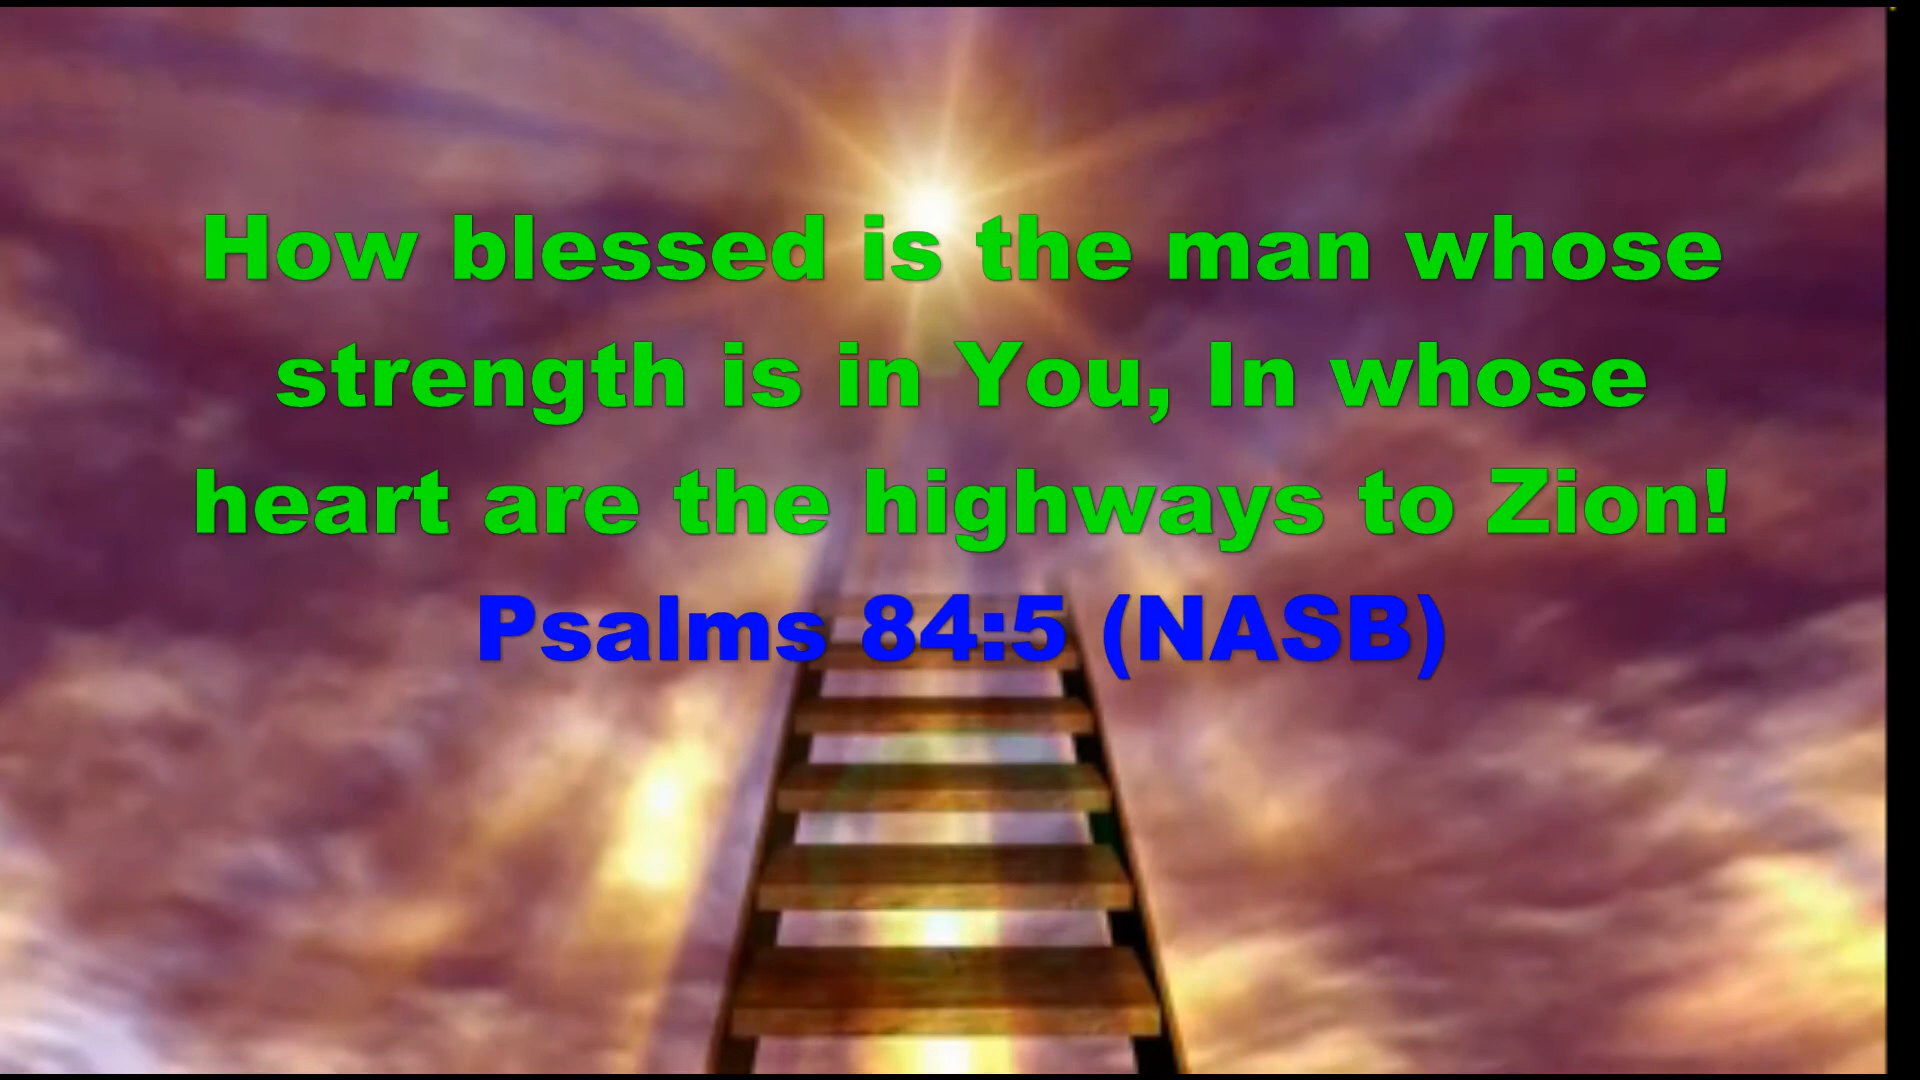 How blessed is the man whose
strength is in You, In whose
heart are the highways to Zion!
Psalms 84:5 (NASB)